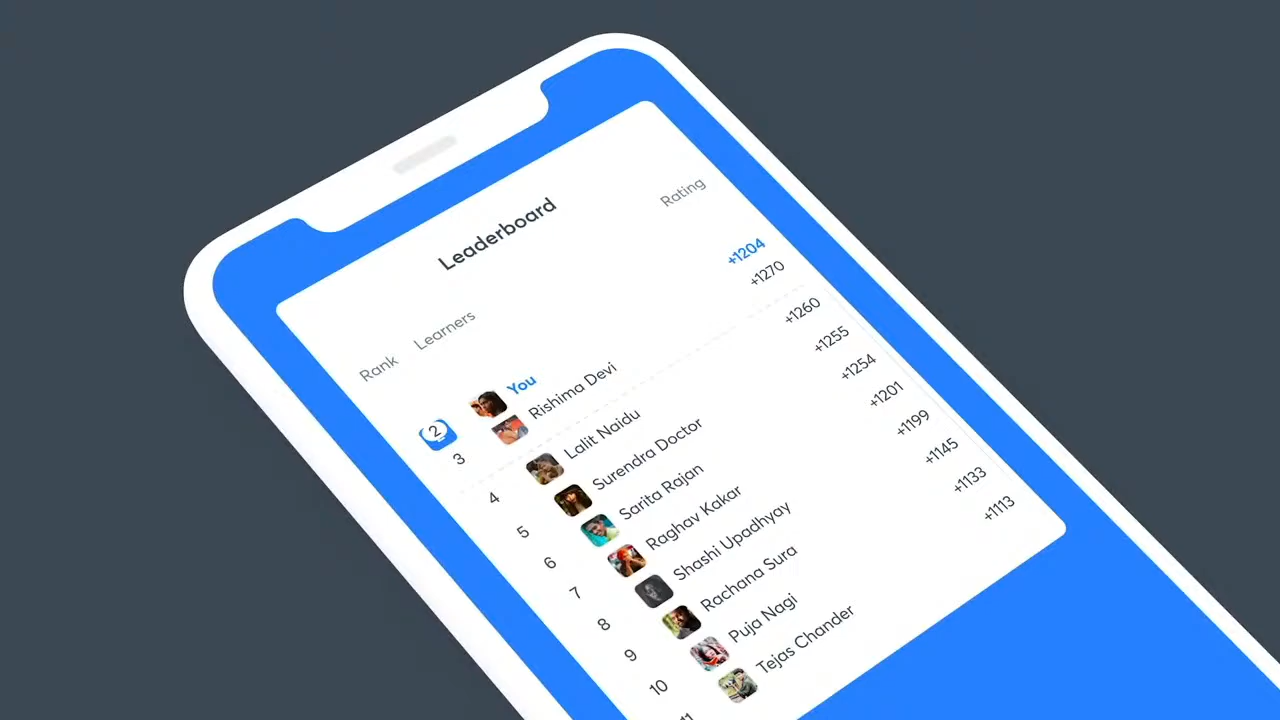 Leaderboard
Rank Learners Rating
2 You +1204
3 Rishima Devi +1270
4 Lalit Naidu +1260
5 Surendra Doctor +1255
6 Sarita Rajan +1254
7 Raghav Kakar +1201
8 Shashi Upadhyay +1199
9 Rachana Sura +1145
10 Puja Nagi +1133
11 Tejas Chander +1113